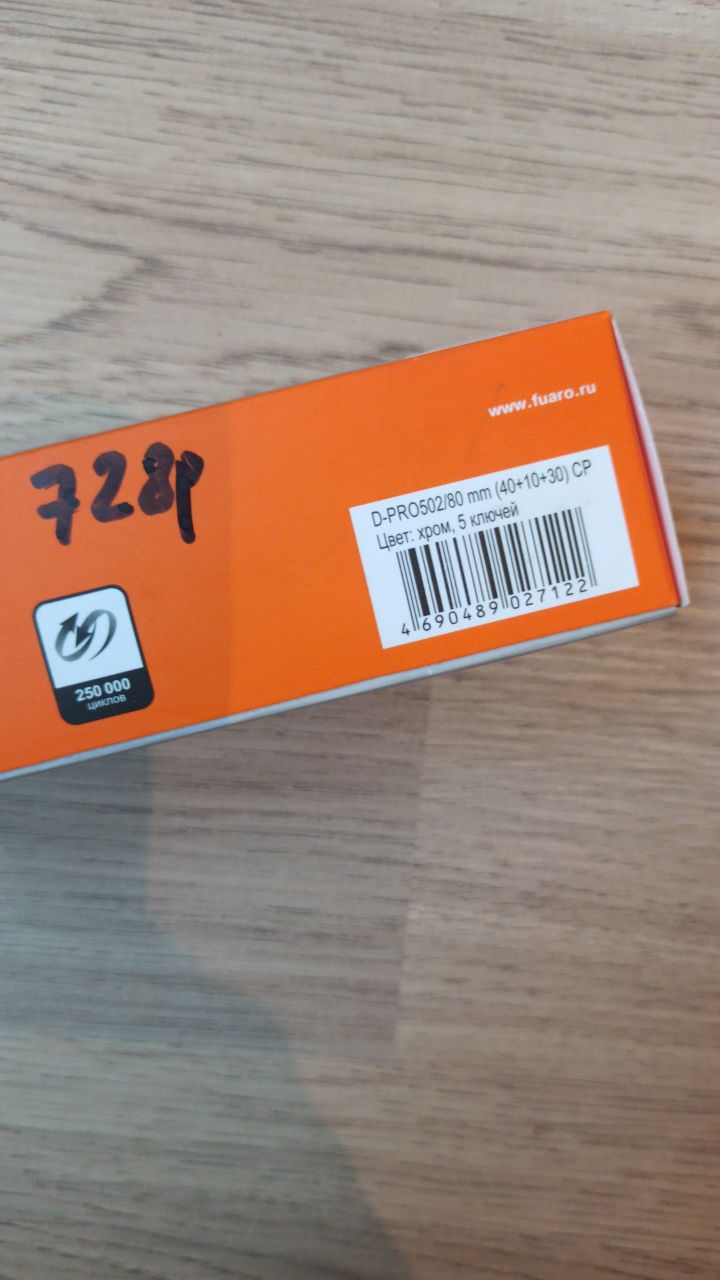 www.fuaro.ru
728р
D-PRO502/80 mm (40+10+30) CP
Цвет: хром, 5 ключей
4 690489 027122
250 000
циклов